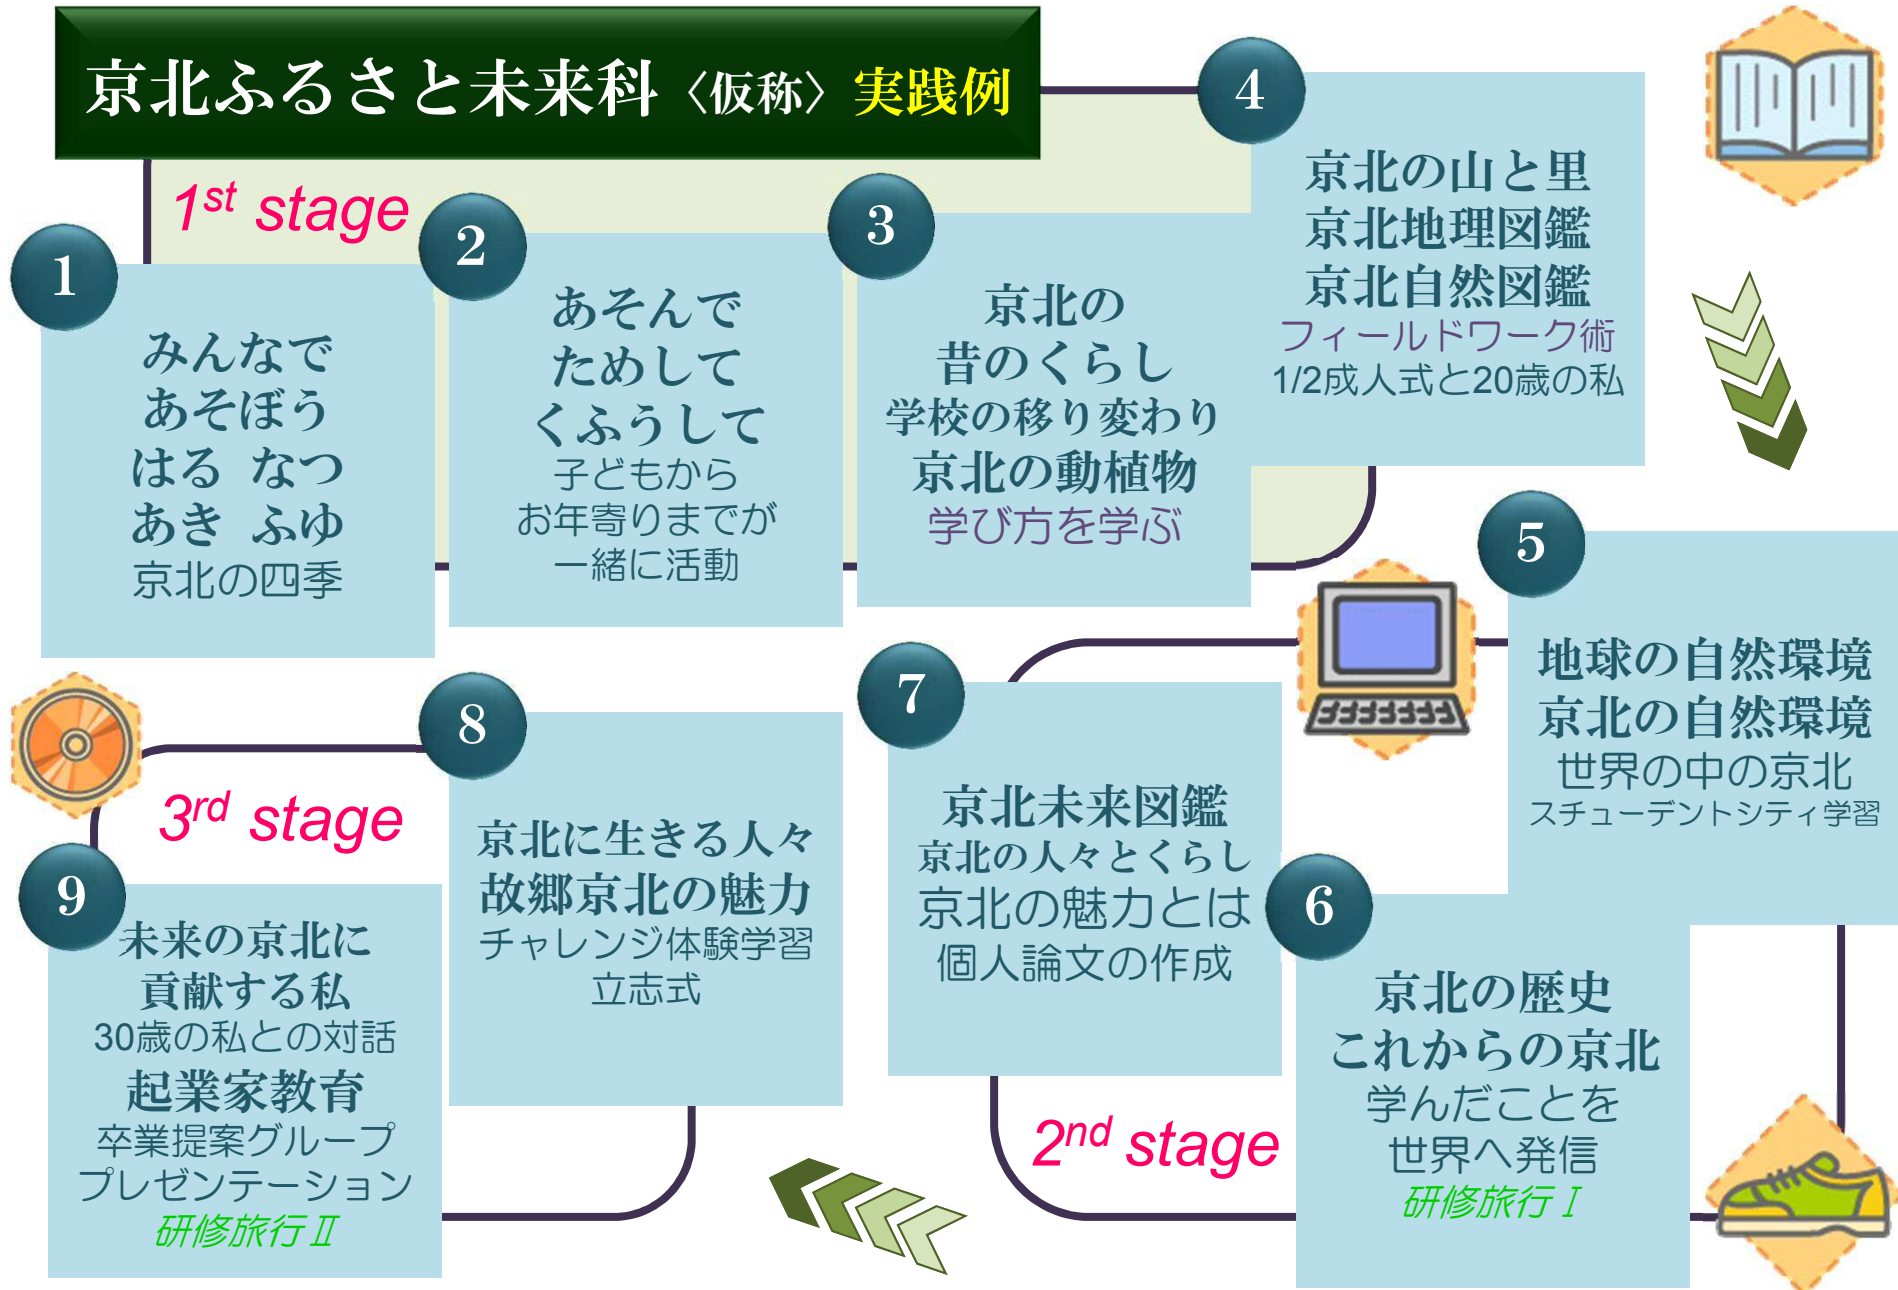 京北ふるさと未来科〈仮称〉実践例
1st stage
1
みんなで
あそぼう
はる なつ
あき ふゆ
京北の四季
2
あそんで
ためして
くふうして
子どもから
お年寄りまでが
一緒に活動
3
京北の
昔のくらし
学校の移り変わり
京北の動植物
学び方を学ぶ
4
京北の山と里
京北地理図鑑
京北自然図鑑
フィールドワーク術
1/2成人式と20歳の私
5
地球の自然環境
京北の自然環境
世界の中の京北
スチューデントシティ学習
6
京北の歴史
これからの京北
学んだことを
世界へ発信
研修旅行Ⅰ
2nd stage
7
京北未来図鑑
京北の人々とくらし
京北の魅力とは
個人論文の作成
8
京北に生きる人々
故郷京北の魅力
チャレンジ体験学習
立志式
3rd stage
9
未来の京北に
貢献する私
30歳の私との対話
起業家教育
卒業提案グループ
プレゼンテーション
研修旅行Ⅱ